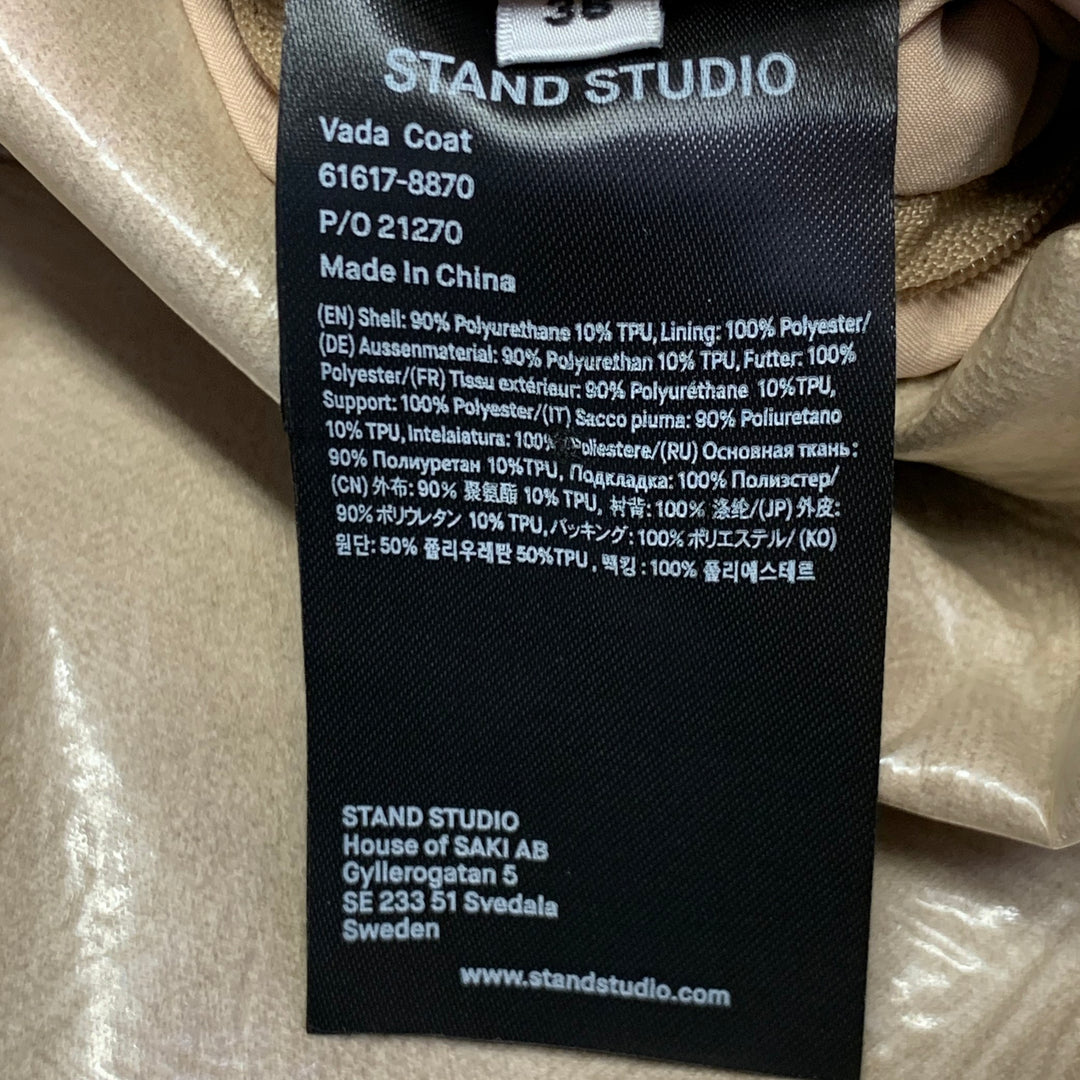 STAND STUDIO
Vada Coat
61617-8870
P/O 21270
Made In China
(EN) Shell: 90% Polyurethane 10% TPU, Lining: 100% Polyester/
(DE) Aussenmaterial: 90% Polyurethan 10% TPU, Futter: 100%
Polyester/(FR) Tissu extérieur: 90% Polyuréthane 10%TPU,
Support: 100% Polyester/(IT) Sacco piuma: 90% Poliuretano
10% TPU, Intelaiatura: 100% Poliestere/(RU) Основная ткань:
90% Полиуретан 10%TPU, Подкладка: 100% Полиэстер/
(CN) 外布: 90% 聚氨酯 10% TPU, 衬背: 100% 涤纶/(JP) 外皮:
90% ポリウレタン 10% TPU, パッキング: 100% ポリエステル/ (KO)
원단: 50% 폴리우레탄 50%TPU, 백킹: 100% 폴리에스테르
STAND STUDIO
House of SAKI AB
Gyllerogatan 5
SE 233 51 Svedala
Sweden
www.standstudio.com